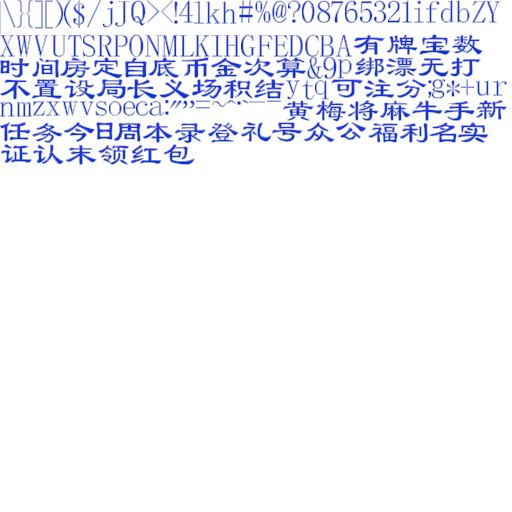 |\}{][)($/jJQ><!41kh#%@?08765321ifdbZY
XWVUTSRPONMLKIHGFEDCBA有牌宝数
时间房定自底币金次算&9p绑漂无打
不置设局长义场积结ytq可注分;g*+ur
nmzxwvsoeca:"”=~^“`—-=黄梅将麻牛手新
任务今日周本录登礼号众公福利名实
证认末领红包